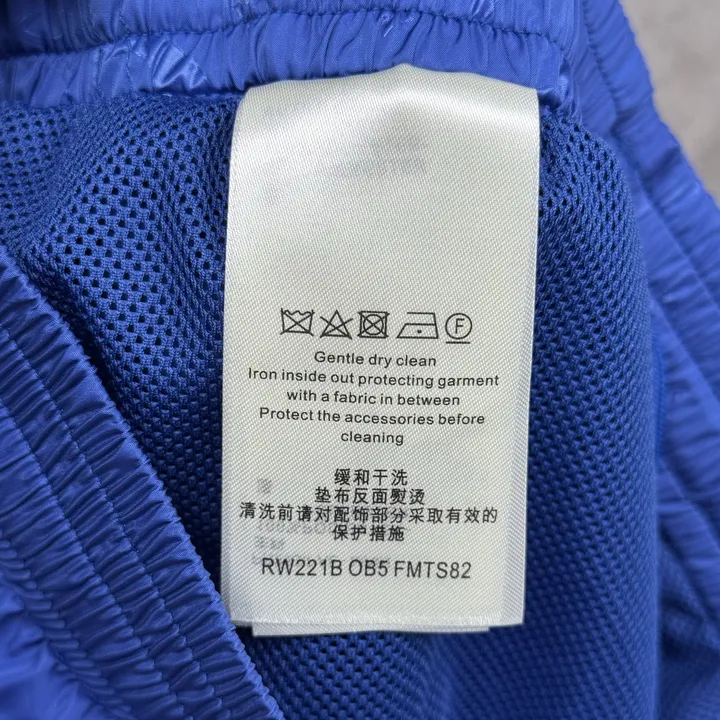 F
Gentle dry clean
Iron inside out protecting garment
with a fabric in between
Protect the accessories before
cleaning
缓和干洗
垫布反面熨烫
清洗前请对配饰部分采取有效的
保护措施
RW221B OB5 FMTS82